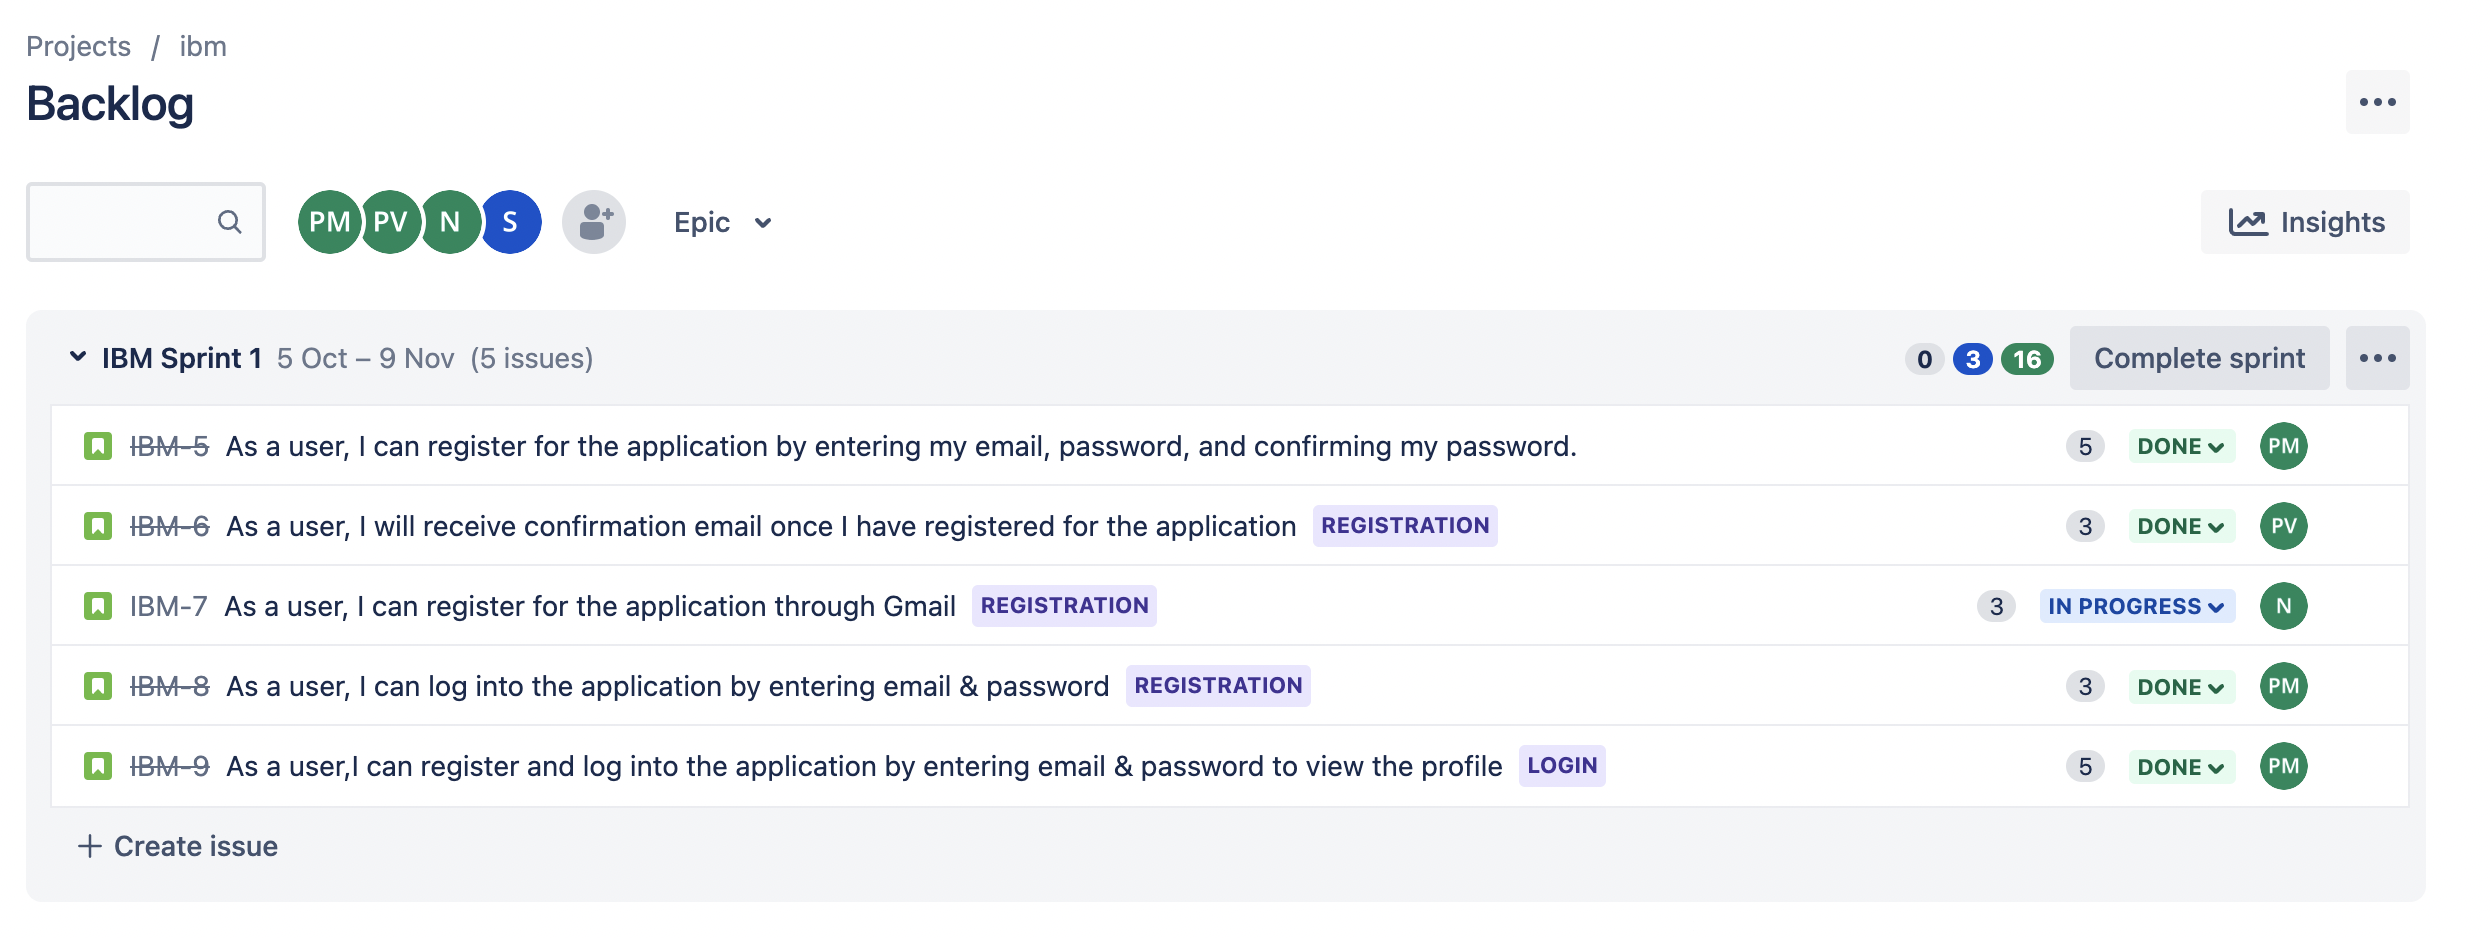 Projects / ibm
Backlog
PM PV N S Epic Insights
IBM Sprint 1 5 Oct – 9 Nov (5 issues) 0 3 16 Complete sprint
IBM-5 As a user, I can register for the application by entering my email, password, and confirming my password. 5 DONE PM
IBM-6 As a user, I will receive confirmation email once I have registered for the application REGISTRATION 3 DONE PV
IBM-7 As a user, I can register for the application through Gmail REGISTRATION 3 IN PROGRESS N
IBM-8 As a user, I can log into the application by entering email & password REGISTRATION 3 DONE PM
IBM-9 As a user,I can register and log into the application by entering email & password to view the profile LOGIN 5 DONE PM
Create issue